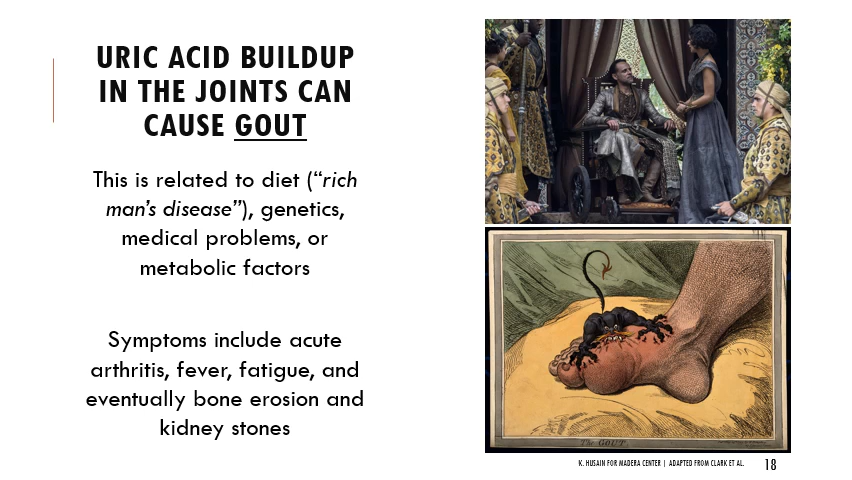 URIC ACID BUILDUP
IN THE JOINTS CAN
CAUSE GOUT
This is related to diet (“rich
man’s disease”), genetics,
medical problems, or
metabolic factors
Symptoms include acute
arthritis, fever, fatigue, and
eventually bone erosion and
kidney stones
The GOUT
K. HUSAIN FOR MADERA CENTER | ADAPTED FROM CLARK ET AL.
18